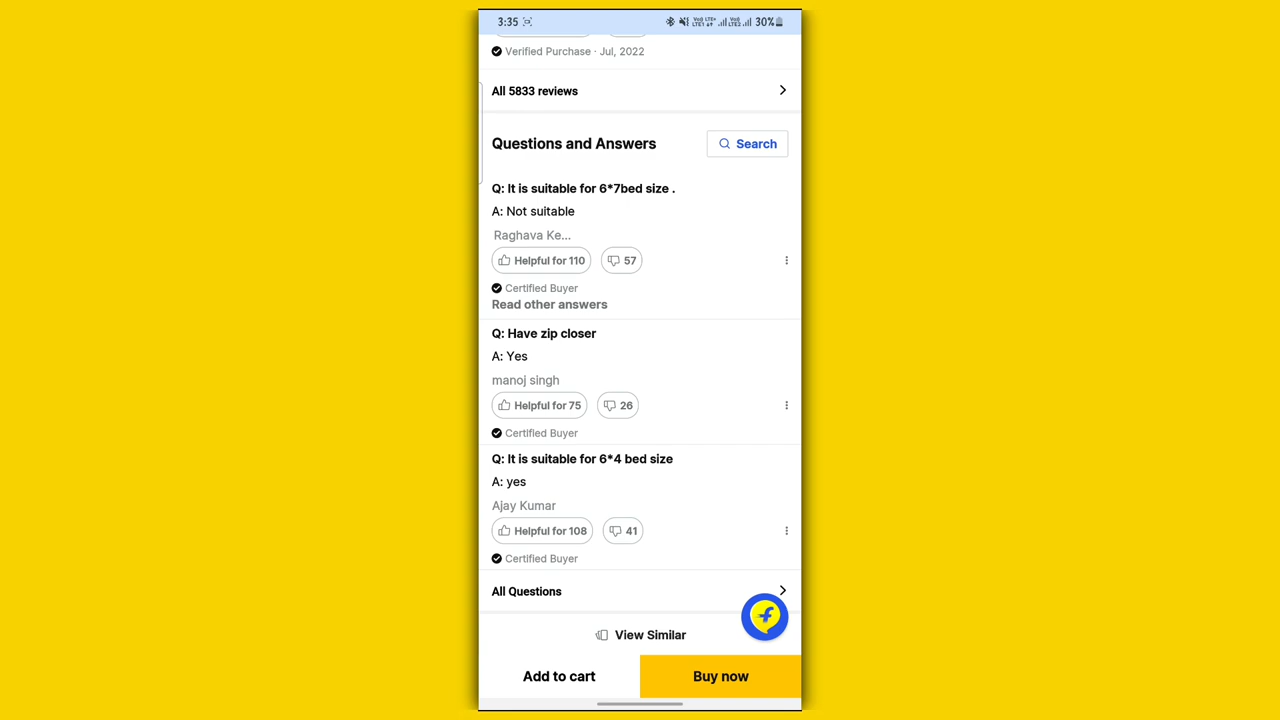 3:35 30%
Verified Purchase · Jul, 2022
All 5833 reviews
Questions and Answers Search
Q: It is suitable for 6*7bed size .
A: Not suitable
Raghava Ke...
Helpful for 110 57
Certified Buyer
Read other answers
Q: Have zip closer
A: Yes
manoj singh
Helpful for 75 26
Certified Buyer
Q: It is suitable for 6*4 bed size
A: yes
Ajay Kumar
Helpful for 108 41
Certified Buyer
All Questions
View Similar
Add to cart Buy now